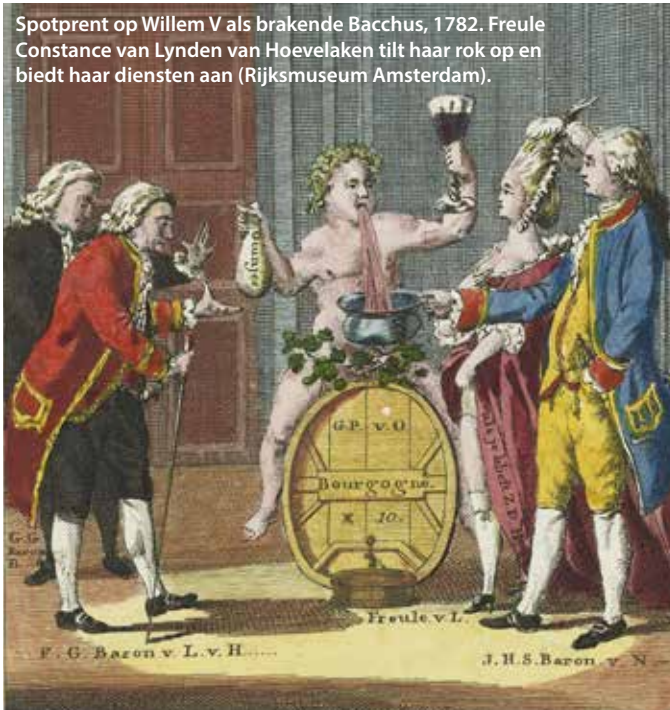 Spotprent op Willem V als brakende Bacchus, 1782. Freule
Constance van Lynden van Hoevelaken tilt haar rok op en
biedt haar diensten aan (Rijksmuseum Amsterdam).
G.P. v. O.
Bourgogne.
10.
G.G.
Baron
Freule v. L.
F. G. Baron v. L. v. H......
J. H. S. Baron. v. N